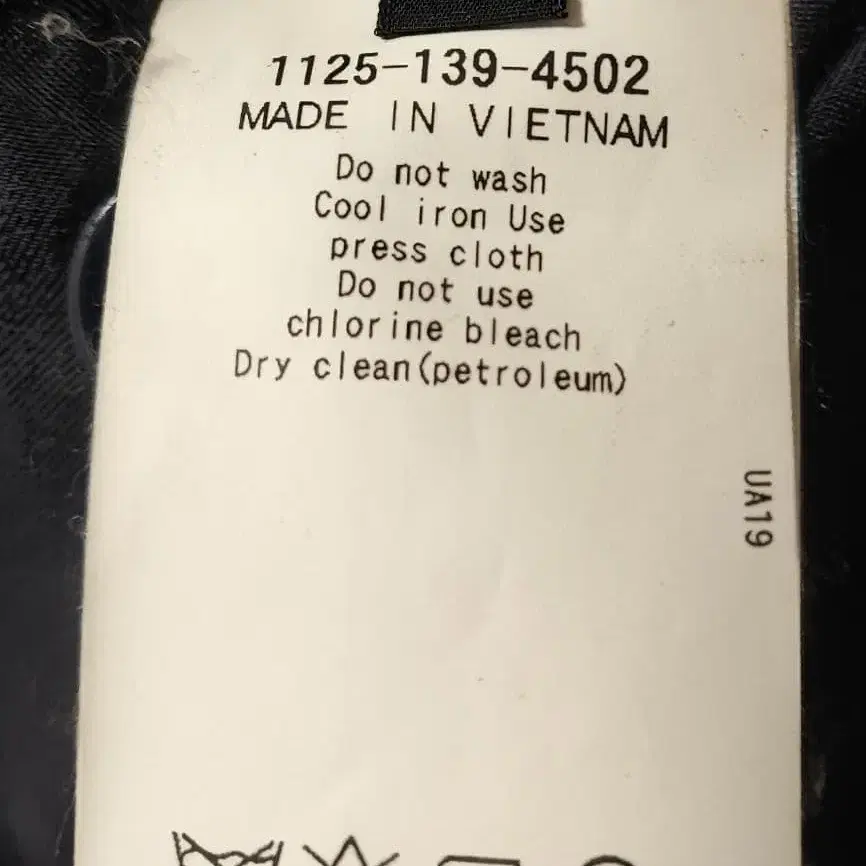 1125-139-4502
MADE IN VIETNAM
Do not wash
Cool iron Use
press cloth
Do not use
chlorine bleach
Dry clean(petroleum)
UA19